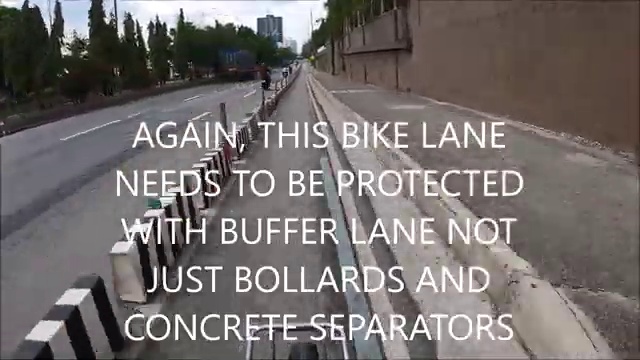 AGAIN, THIS BIKE LANE
NEEDS TO BE PROTECTED
WITH BUFFER LANE NOT
JUST BOLLARDS AND
CONCRETE SEPARATORS